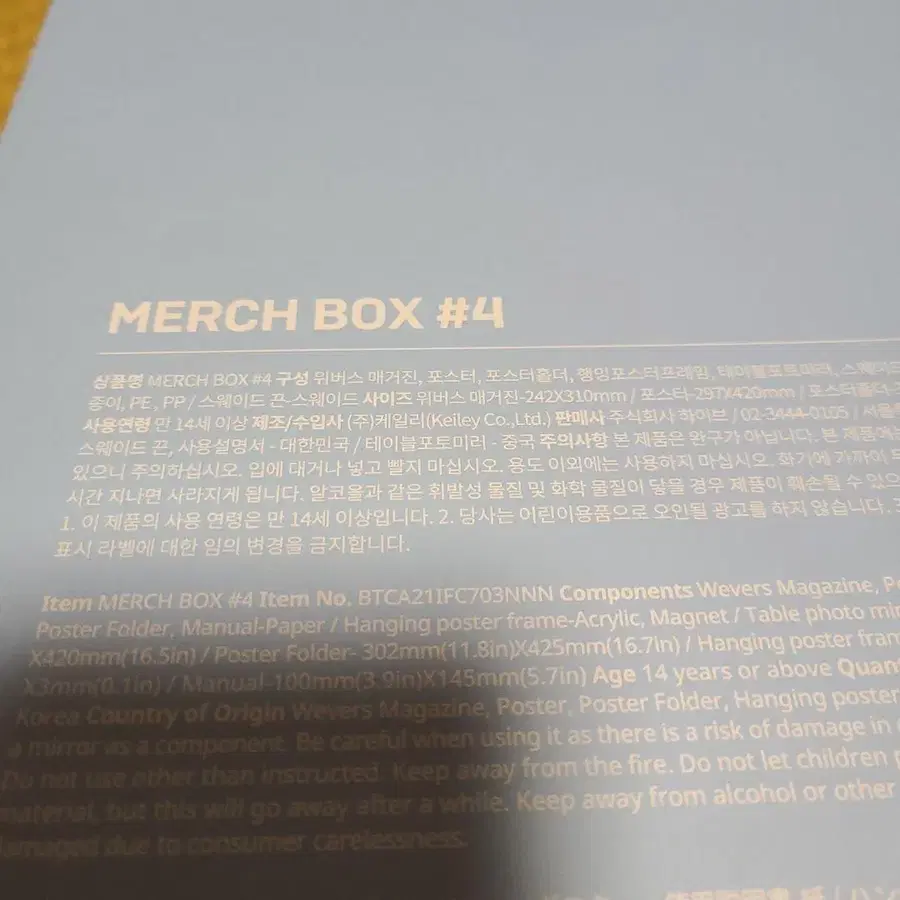 MERCH BOX #4
상품명 MERCH BOX #4 구성 위버스 매거진, 포스터, 포스터홀더, 행잉포스터프레임, 테이블포토미러, 스웨이드
종이, PE, PP / 스웨이드 끈-스웨이드 사이즈 위버스 매거진-242X310mm / 포스터-297X420mm / 포스터홀더-
사용연령 만 14세 이상 제조/수입사 (주)케일리(Keiley Co.,Ltd.) 판매사 주식회사 하이브 / 02-3444-0105 / 서울
스웨이드 끈, 사용설명서 - 대한민국 / 테이블포토미러 - 중국 주의사항 본 제품은 완구가 아닙니다. 본 제품에는
있으니 주의하십시오. 입에 대거나 넣고 빨지 마십시오. 용도 이외에는 사용하지 마십시오. 화기에 가까이
시간 지나면 사라지게 됩니다. 알코올과 같은 휘발성 물질 및 화학 물질이 닿을 경우 제품이 훼손될 수 있으
1. 이 제품의 사용 연령은 만 14세 이상입니다. 2. 당사는 어린이용품으로 오인될 광고를 하지 않습니다. 3
표시 라벨에 대한 임의 변경을 금지합니다.
Item MERCH BOX #4 Item No. BTCA21IFC703NNN Components Wevers Magazine, Po
Poster Folder, Manual-Paper / Hanging poster frame-Acrylic, Magnet / Table photo mir
X420mm(16.5in) / Poster Folder- 302mm(11.8in)X425mm(16.7in) / Hanging poster fram
X3mm(0.1in) / Manual-100mm(3.9in)X145mm(5.7in) Age 14 years or above Quan
Korea Country of Origin Wevers Magazine, Poster, Poster Folder, Hanging poster
a mirror as a component. Be careful when using it as there is a risk of damage in
Do not use other than instructed. Keep away from the fire. Do not let children p
material, but this will go away after a while. Keep away from alcohol or other
damaged due to consumer carelessness.